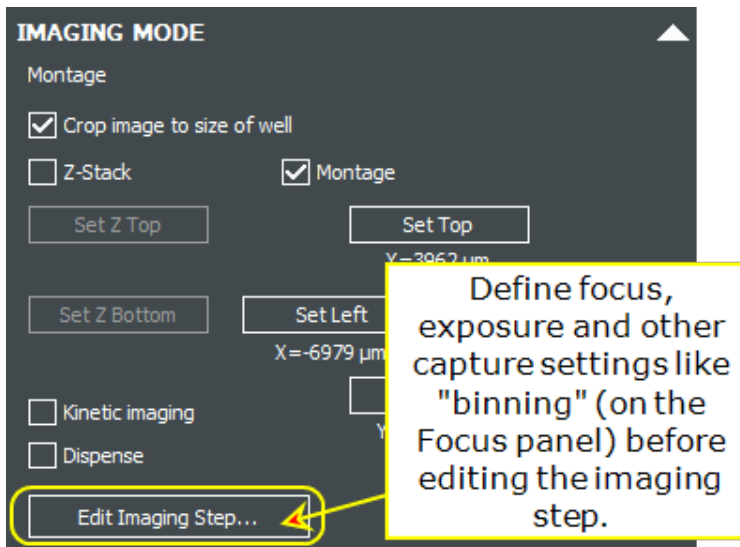 IMAGING MODE
Montage
Crop image to size of well
Z-Stack
Montage
Set Z Top
Set Top
Y=3962 µm
Set Z Bottom
Set Left
X=-6979 µm
Kinetic imaging
Y
Dispense
Edit Imaging Step...
Define focus,
exposure and other
capture settings like
"binning" (on the
Focus panel) before
editing the imaging
step.